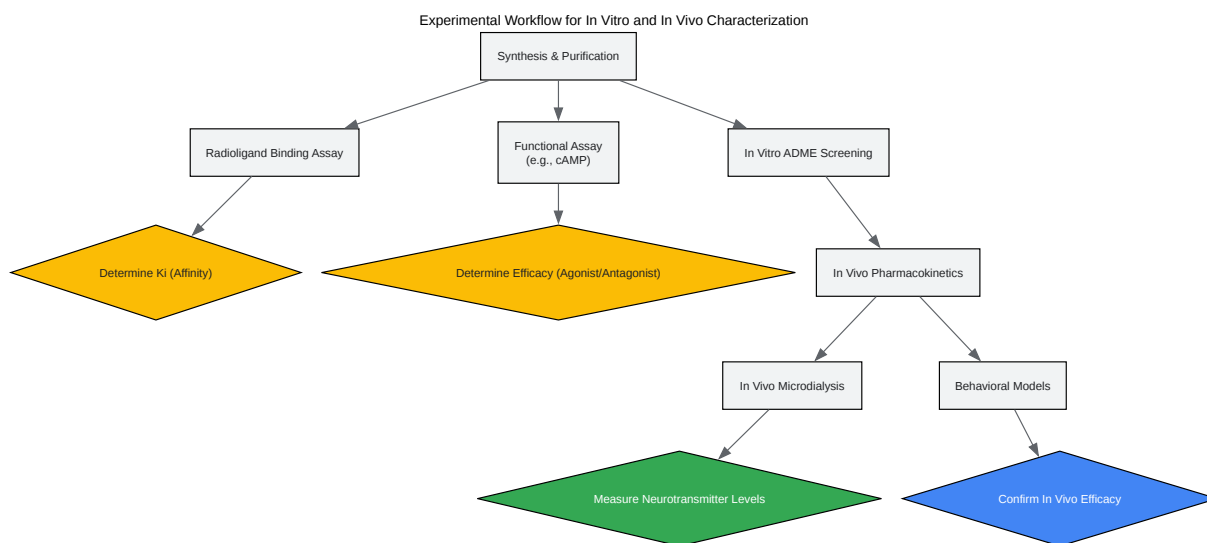 Experimental Workflow for In Vitro and In Vivo Characterization
Synthesis & Purification
Radioligand Binding Assay
Functional Assay
(e.g., cAMP)
In Vitro ADME Screening
Determine Ki (Affinity)
Determine Efficacy (Agonist/Antagonist)
In Vivo Pharmacokinetics
In Vivo Microdialysis
Behavioral Models
Measure Neurotransmitter Levels
Confirm In Vivo Efficacy